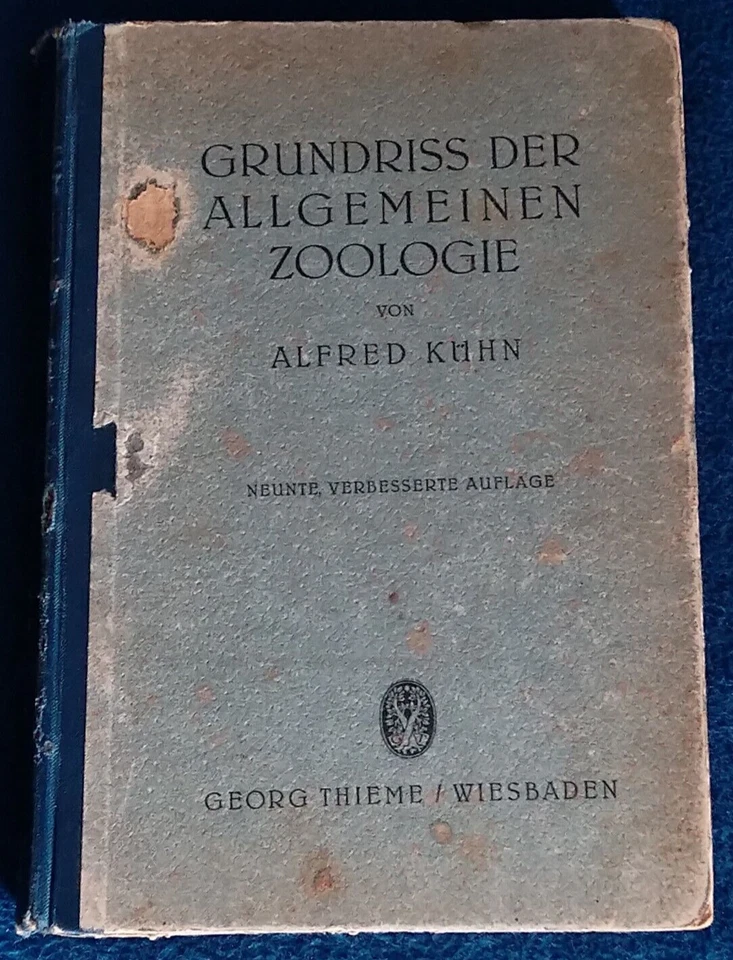 GRUNDRISS DER
ALLGEMEINEN
ZOOLOGIE
VON
ALFRED KÜHN
NEUNTE, VERBESSERTE AUFLAGE
GEORG THIEME / WIESBADEN